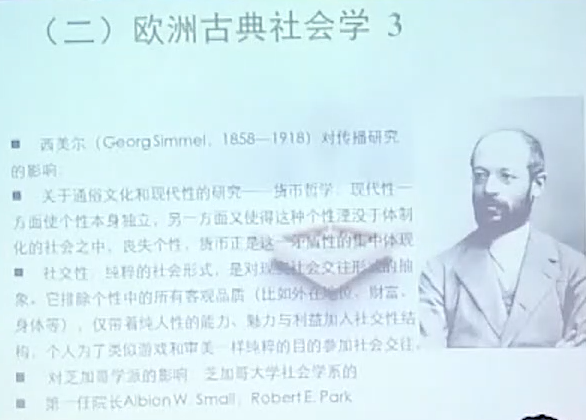 （二）欧洲古典社会学 3
■ 西美尔（Georg Simmel，1858—1918）对传播研究
的影响
■ 关于通俗文化和现代性的研究——货币哲学 现代性一
方面使个性本身独立，另一方面又使得这种个性湮没于体制
化的社会之中，丧失个性，货币正是这一矛盾性的集中体现
■ 社交性 纯粹的社会形式，是对现实社会交往形式的抽
象。它排除个性中的所有客观品质（比如外在地位、财富、
身体等），仅带着纯人性的能力、魅力与利益加入社交性结
构，个人为了类似游戏和审美一样纯粹的目的参加社会交往。
■ 对芝加哥学派的影响 芝加哥大学社会学系的
■ 第一任院长Albion W. Small，Robert E. Park